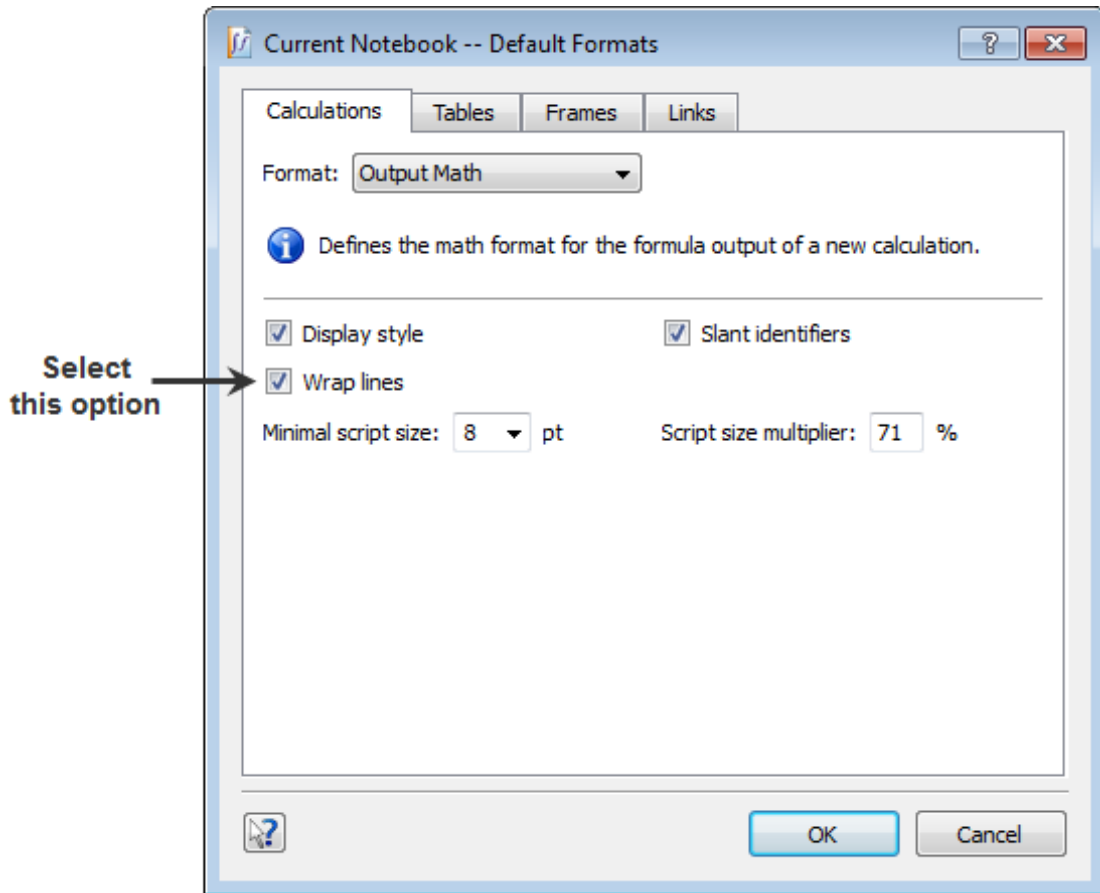 Current Notebook -- Default Formats
Calculations Tables Frames Links
Format: Output Math
Defines the math format for the formula output of a new calculation.
Display style Slant identifiers
Select
this option
Wrap lines
Minimal script size: 8 pt Script size multiplier: 71 %
OK Cancel